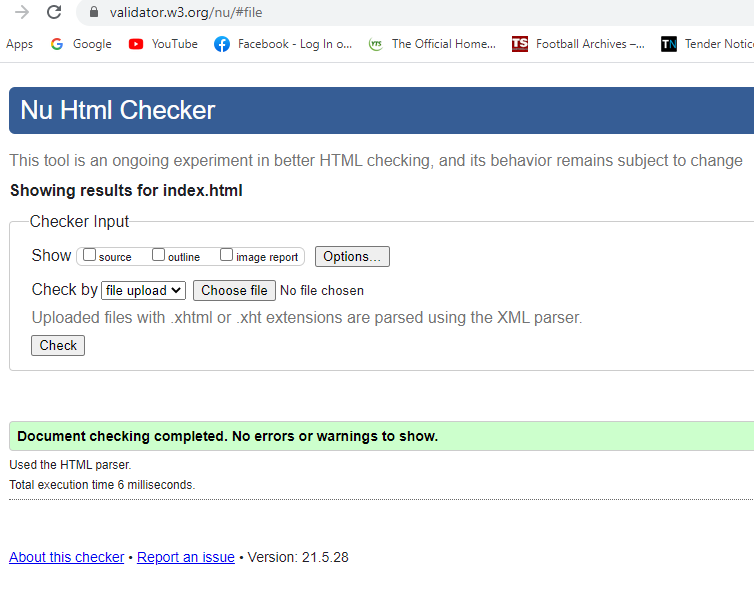 validator.w3.org/nu/#file
Apps Google YouTube Facebook - Log In o... YTS The Official Home... TS Football Archives –... TN Tender Notic
Nu Html Checker
This tool is an ongoing experiment in better HTML checking, and its behavior remains subject to change
Showing results for index.html
Checker Input
Show source outline image report Options...
Check by file upload Choose file No file chosen
Uploaded files with .xhtml or .xht extensions are parsed using the XML parser.
Check
Document checking completed. No errors or warnings to show.
Used the HTML parser.
Total execution time 6 milliseconds.
About this checker • Report an issue • Version: 21.5.28